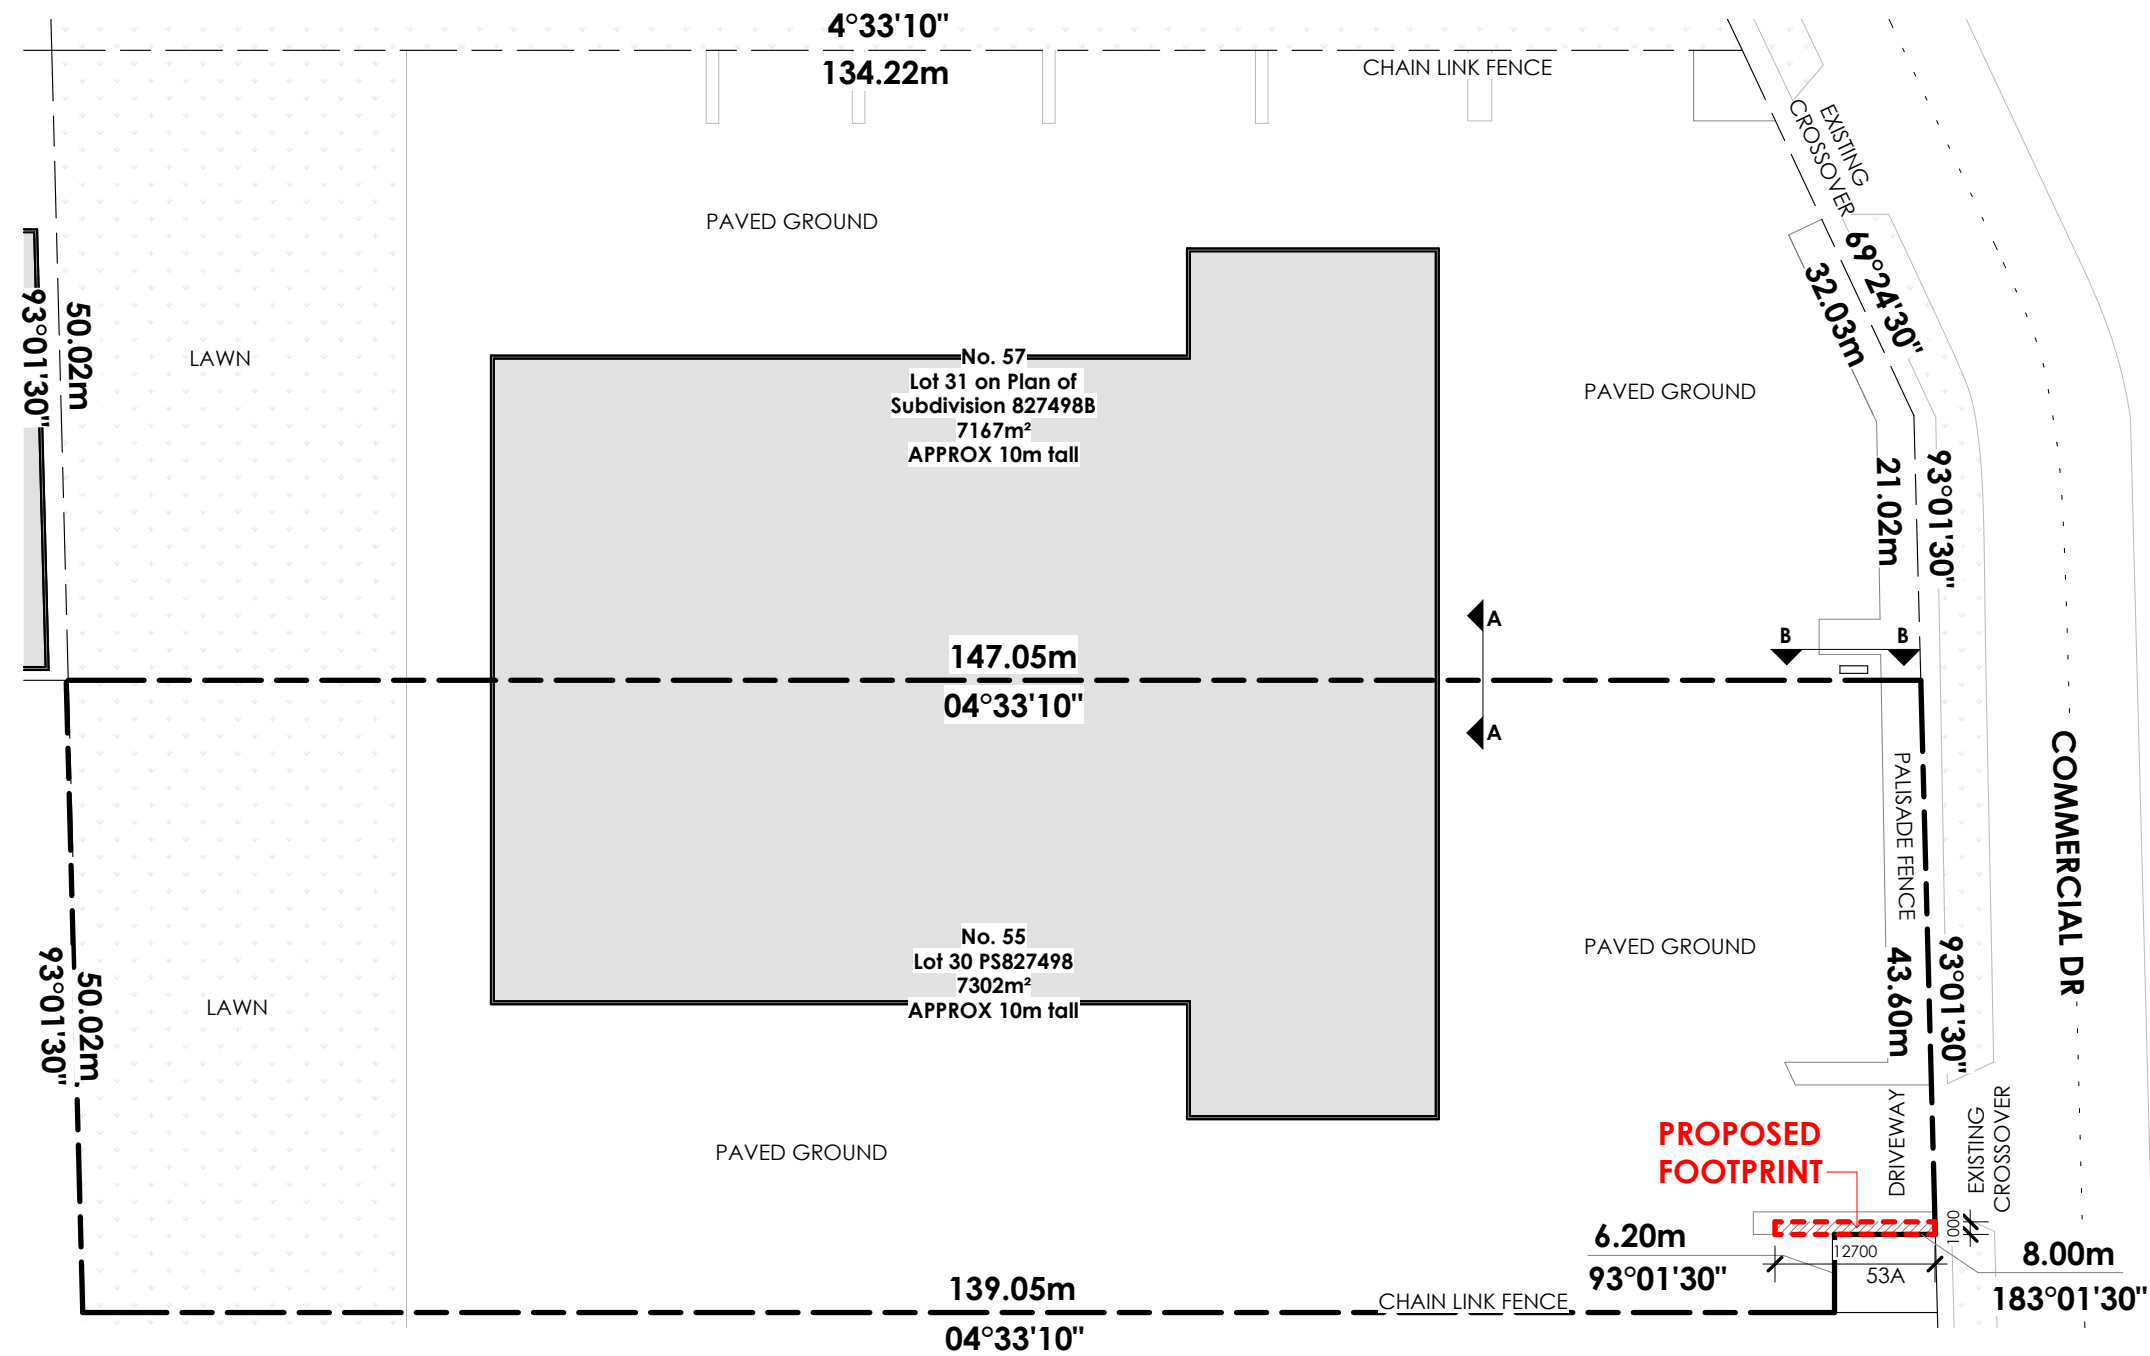 4°33'10"
134.22m
CHAIN LINK FENCE
EXISTING
CROSSOVER
PAVED GROUND
69°24'30"
32.03m
50.02m
93°01'30"
LAWN
No. 57
Lot 31 on Plan of
Subdivision 827498B
7167m²
APPROX 10m tall
PAVED GROUND
21.02m
93°01'30"
A
B
B
147.05m
04°33'10"
A
COMMERCIAL DR
PALISADE FENCE
No. 55
Lot 30 PS827498
7302m²
APPROX 10m tall
PAVED GROUND
43.60m
93°01'30"
50.02m
93°01'30"
LAWN
PAVED GROUND
PROPOSED
FOOTPRINT
DRIVEWAY
EXISTING
CROSSOVER
1000
6.20m
93°01'30"
12700
53A
8.00m
183°01'30"
139.05m
04°33'10"
CHAIN LINK FENCE